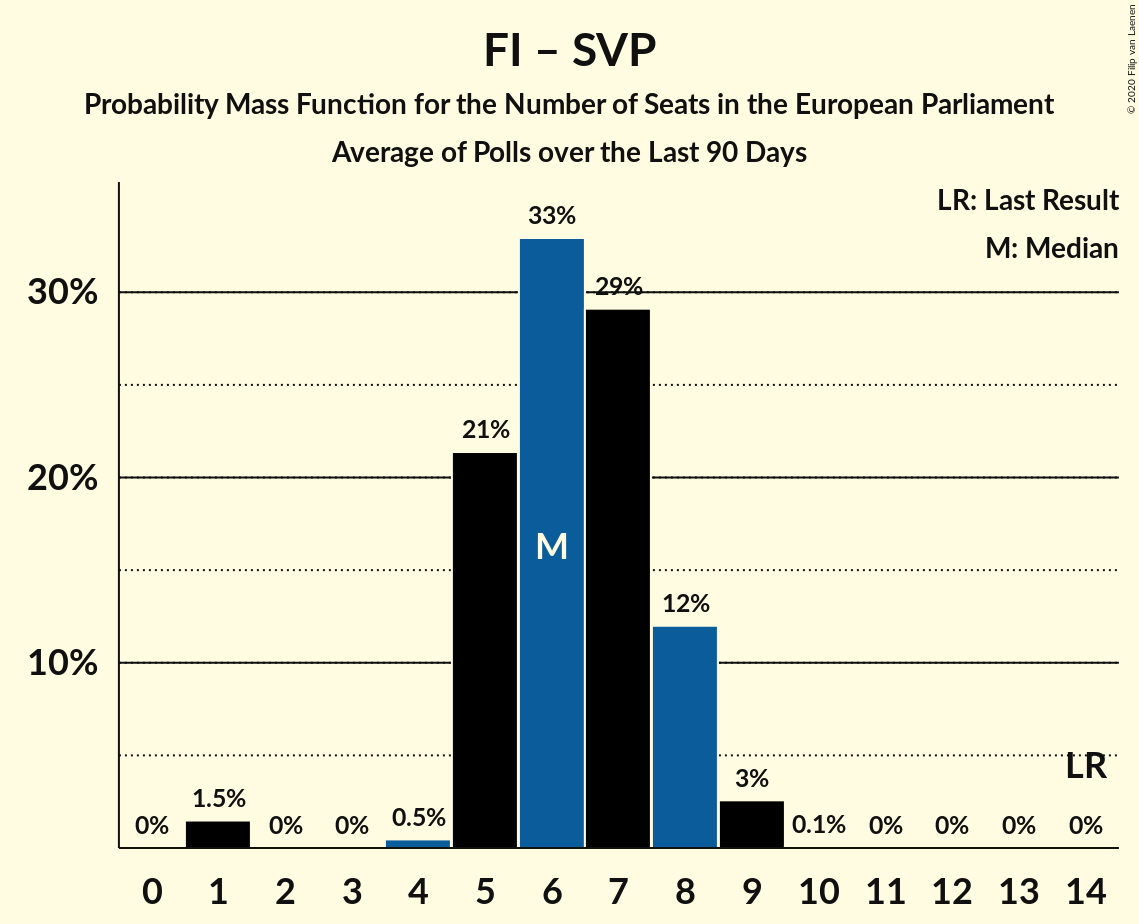 FI – SVP
Probability Mass Function for the Number of Seats in the European Parliament
Average of Polls over the Last 90 Days
© 2020 Filip van Laenen
LR: Last Result
M: Median
33%
30%
29%
21%
20%
M
12%
10%
LR
3%
1.5%
0.5%
0% 0% 0% 0.1% 0% 0% 0% 0%
0 1 2 3 4 5 6 7 8 9 10 11 12 13 14